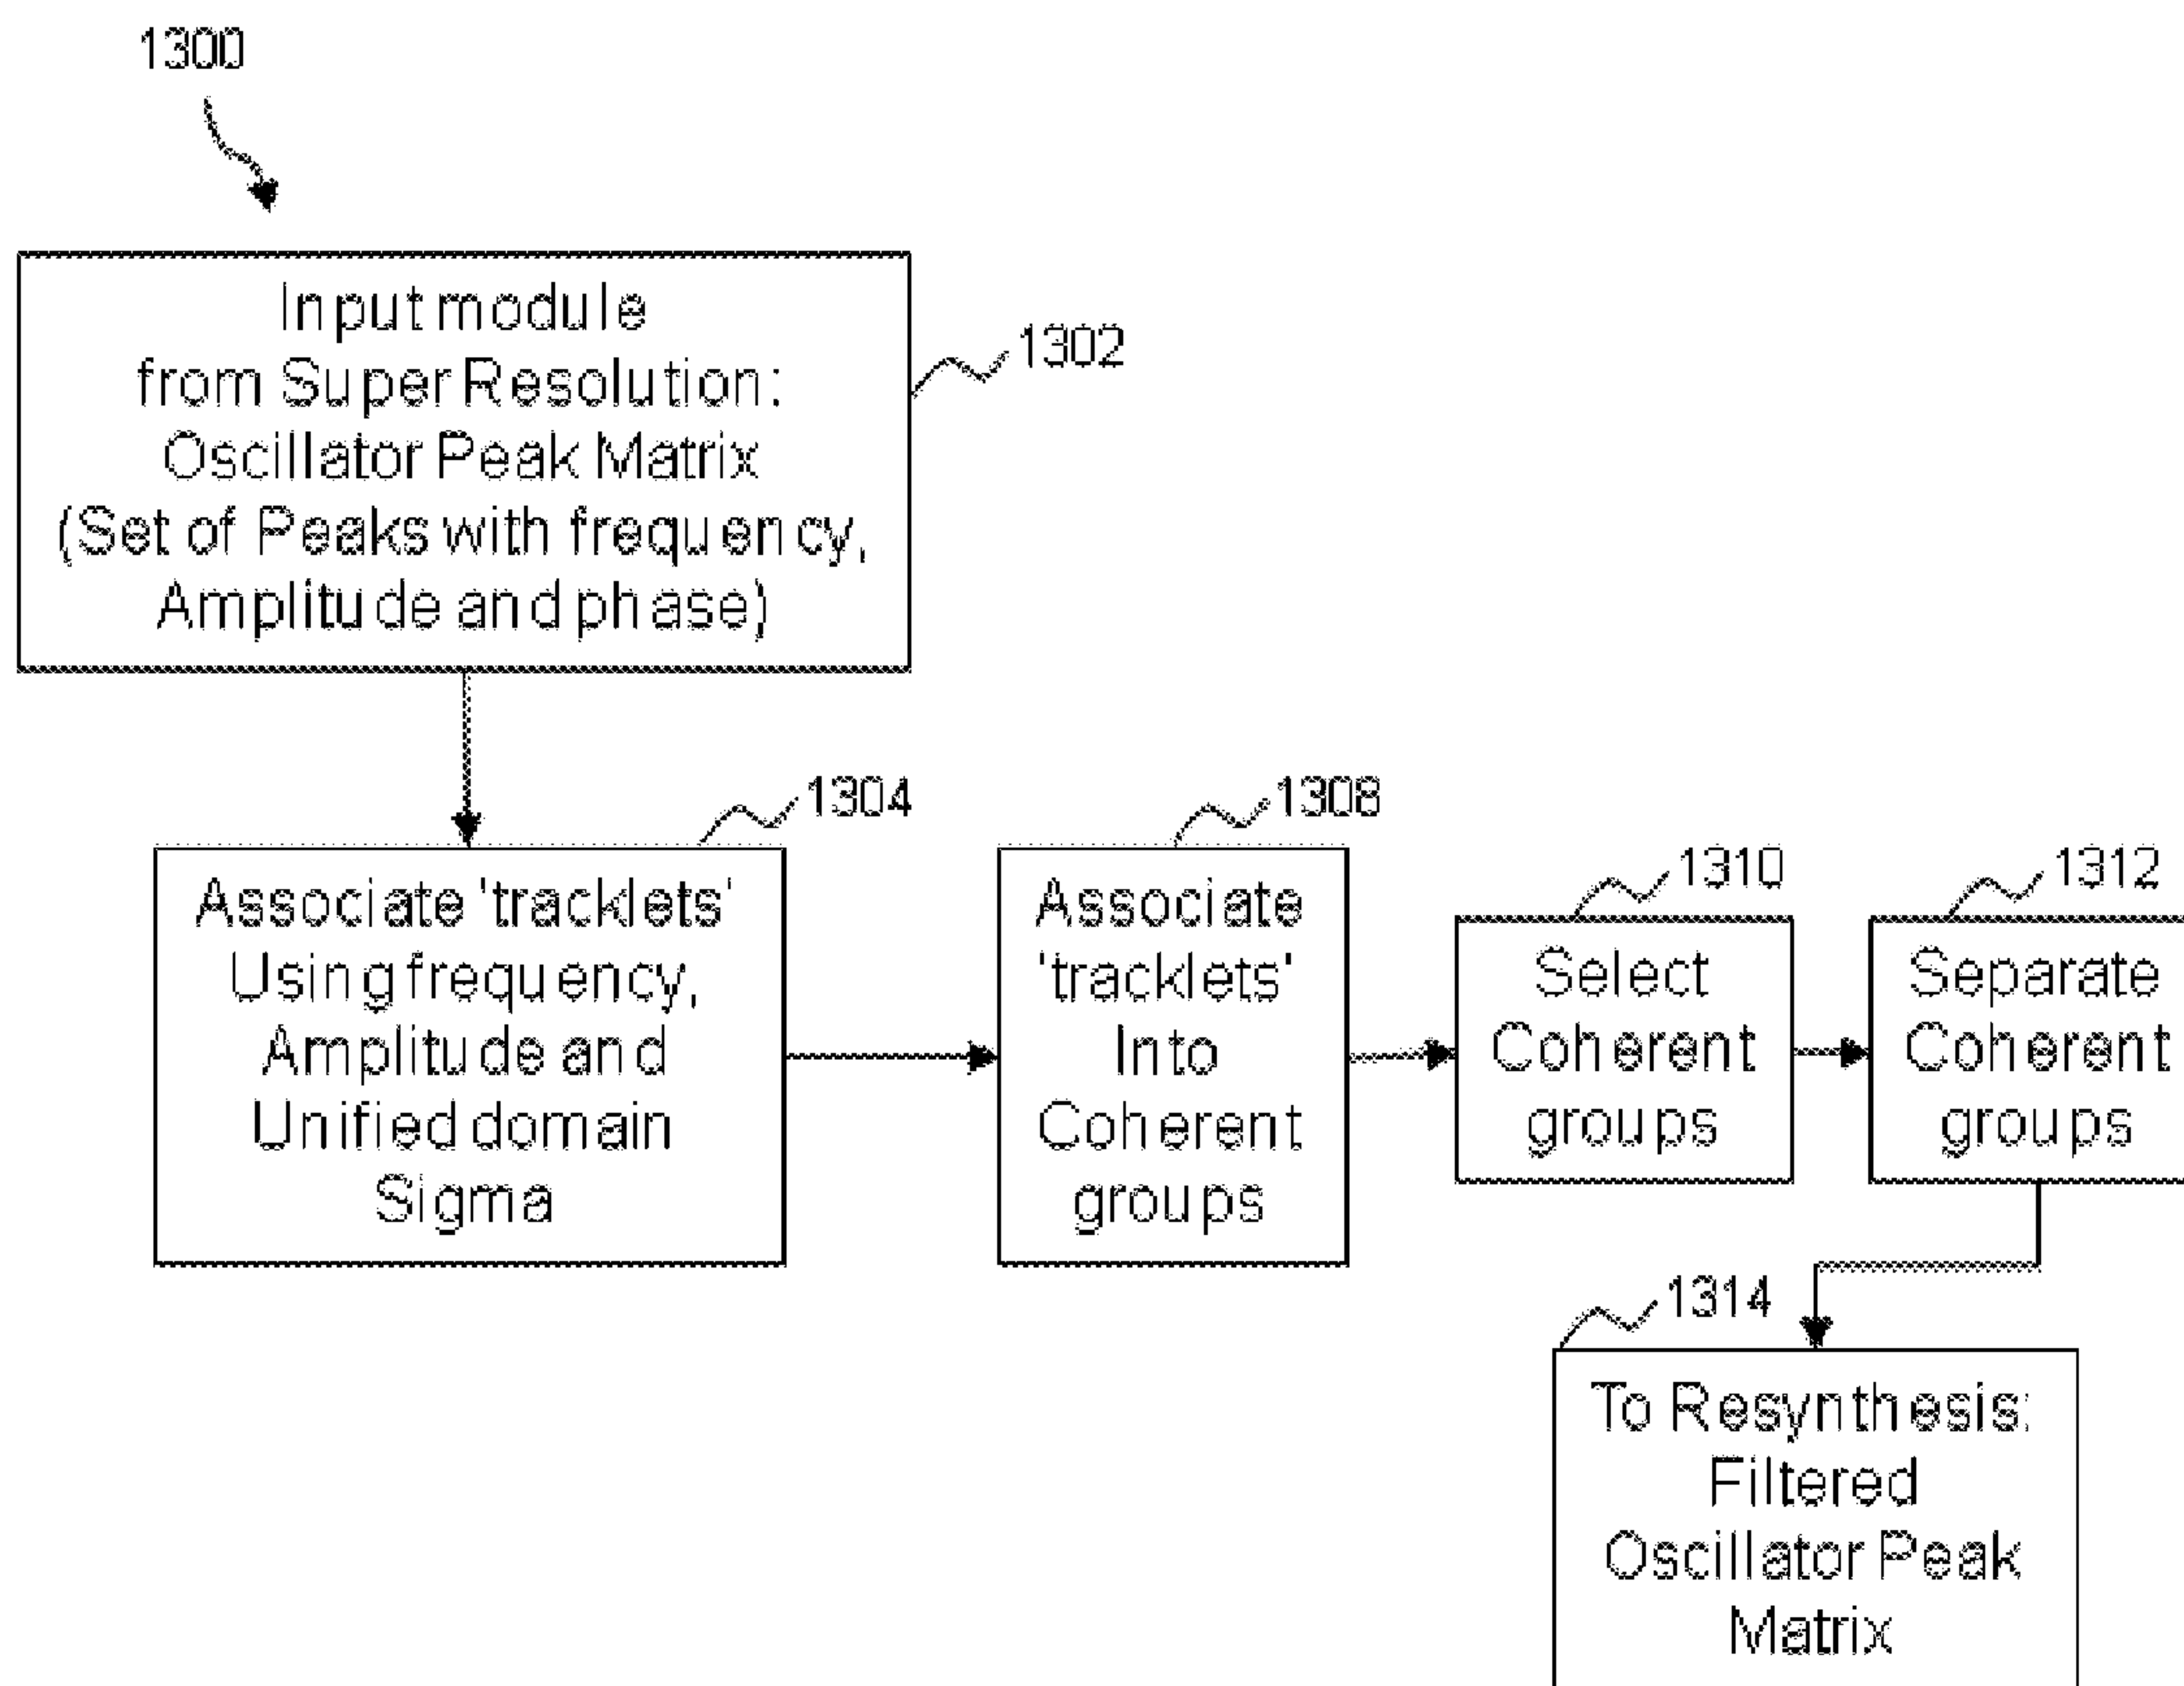 1300
Input module
from Super Resolution:
Oscillator Peak Matrix
(Set of Peaks with frequency,
Amplitude and phase)
1302
1304
Associate 'tracklets'
Using frequency,
Amplitude and
Unified domain
Sigma
1308
Associate
'tracklets'
Into
Coherent
groups
1310
Select
Coherent
groups
1312
Separate
Coherent
groups
1314
To Resynthesis:
Filtered
Oscillator Peak
Matrix